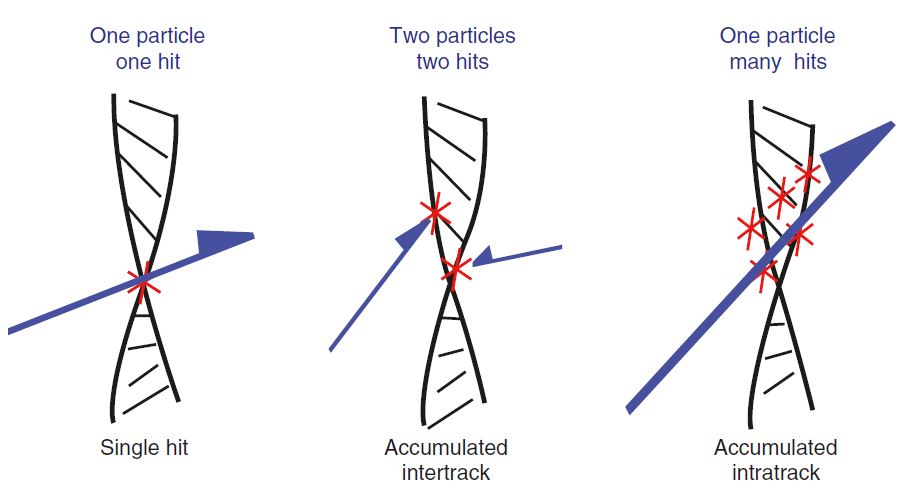 One particle
one hit
Two particles
two hits
One particle
many hits
Single hit
Accumulated
intertrack
Accumulated
intratrack